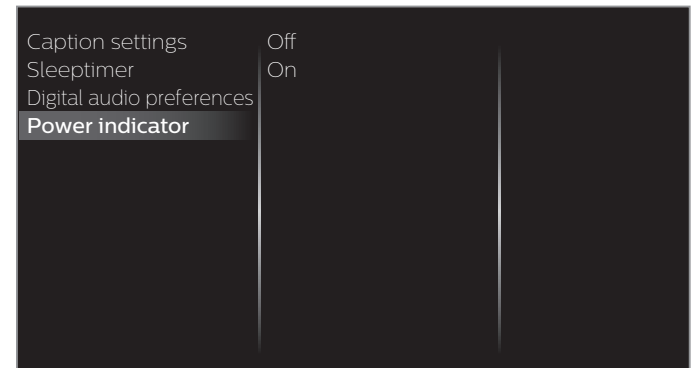 Caption settings
Sleeptimer
Digital audio preferences
Power indicator
Off
On